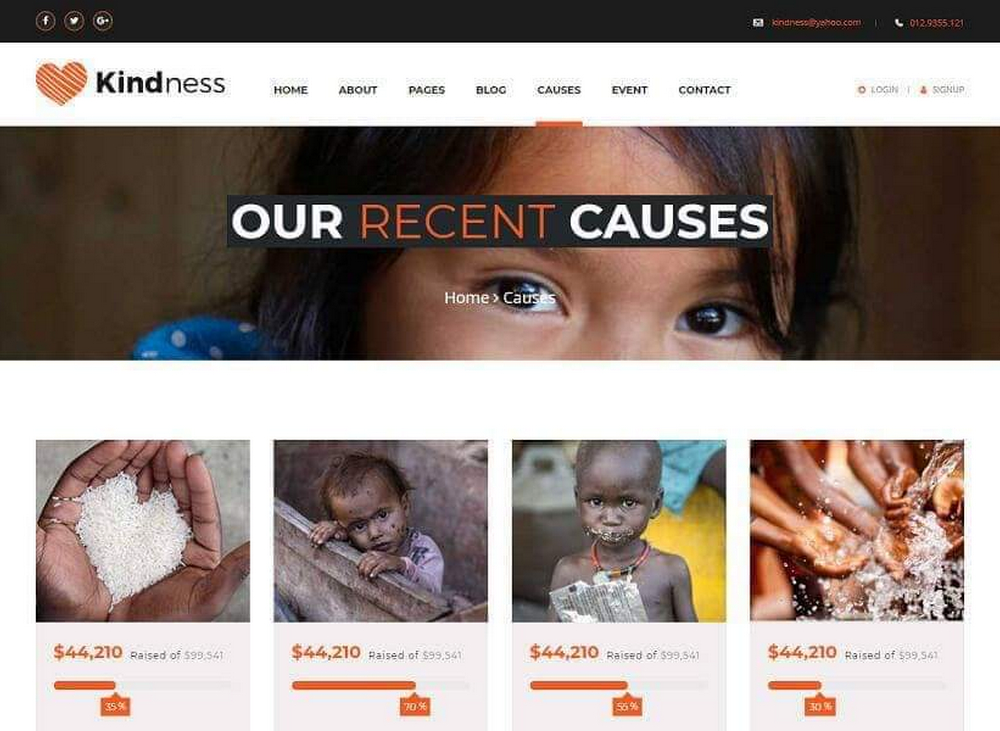 kindness@yahoo.com | 012.9355.121
Kindness
HOME ABOUT PAGES BLOG CAUSES EVENT CONTACT
LOGIN | SIGNUP
OUR RECENT CAUSES
Home > Causes
$44,210 Raised of $99,541
35 %
$44,210 Raised of $99,541
70 %
$44,210 Raised of $99,541
55 %
$44,210 Raised of $99,541
30 %